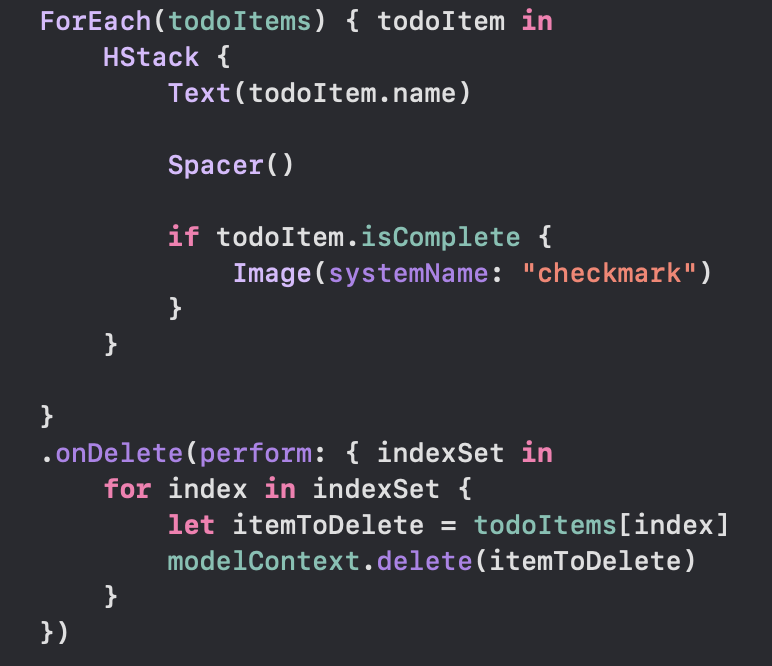 ForEach(todoItems) { todoItem in
    HStack {
        Text(todoItem.name)

        Spacer()

        if todoItem.isComplete {
            Image(systemName: "checkmark")
        }
    }

}
.onDelete(perform: { indexSet in
    for index in indexSet {
        let itemToDelete = todoItems[index]
        modelContext.delete(itemToDelete)
    }
})